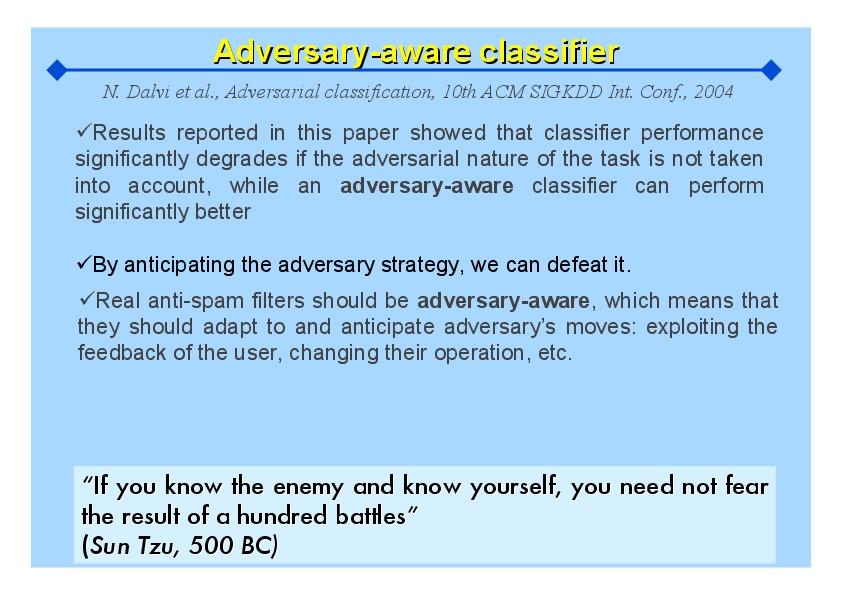 Adversary-aware classifier
N. Dalvi et al., Adversarial classification, 10th ACM SIGKDD Int. Conf., 2004
✓Results reported in this paper showed that classifier performance
significantly degrades if the adversarial nature of the task is not taken
into account, while an adversary-aware classifier can perform
significantly better
✓By anticipating the adversary strategy, we can defeat it.
✓Real anti-spam filters should be adversary-aware, which means that
they should adapt to and anticipate adversary’s moves: exploiting the
feedback of the user, changing their operation, etc.
“If you know the enemy and know yourself, you need not fear
the result of a hundred battles”
(Sun Tzu, 500 BC)